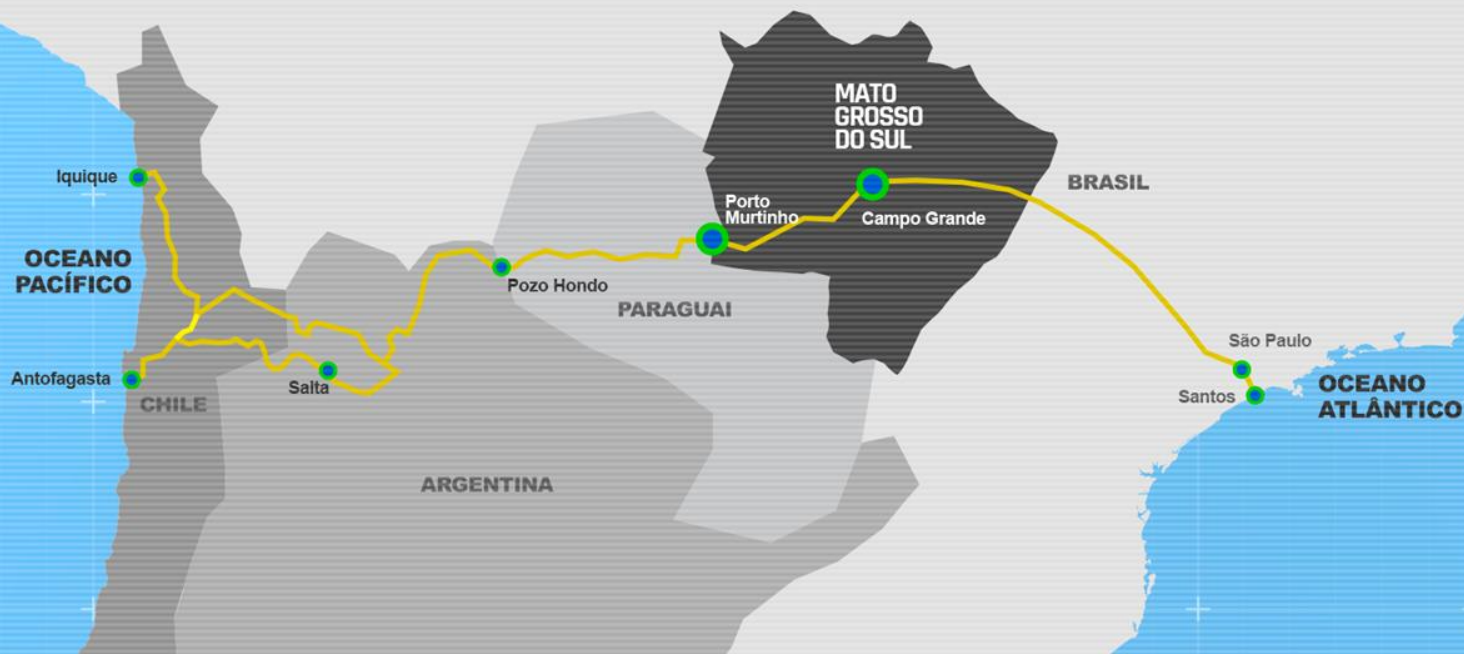 MATO
GROSSO
DO SUL
Iquique
BRASIL
Porto
Murtinho
Campo Grande
OCEANO
PACÍFICO
Pozo Hondo
PARAGUAI
São Paulo
Antofagasta
Salta
CHILE
Santos
OCEANO
ATLÂNTICO
ARGENTINA